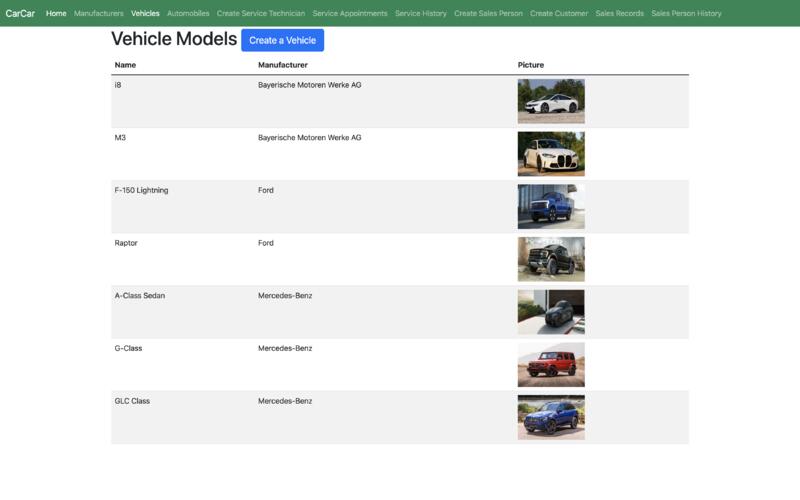 CarCar Home Manufacturers Vehicles Automobiles Create Service Technician Service Appointments Service History Create Sales Person Create Customer Sales Records Sales Person History
Vehicle Models Create a Vehicle
Name Manufacturer Picture
i8 Bayerische Motoren Werke AG
M3 Bayerische Motoren Werke AG
F-150 Lightning Ford
Raptor Ford
A-Class Sedan Mercedes-Benz
G-Class Mercedes-Benz
GLC Class Mercedes-Benz